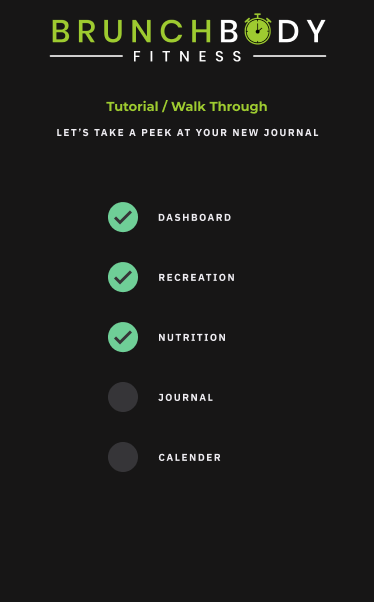 BRUNCHBODY
FITNESS
Tutorial / Walk Through
LET'S TAKE A PEEK AT YOUR NEW JOURNAL
DASHBOARD
RECREATION
NUTRITION
JOURNAL
CALENDER